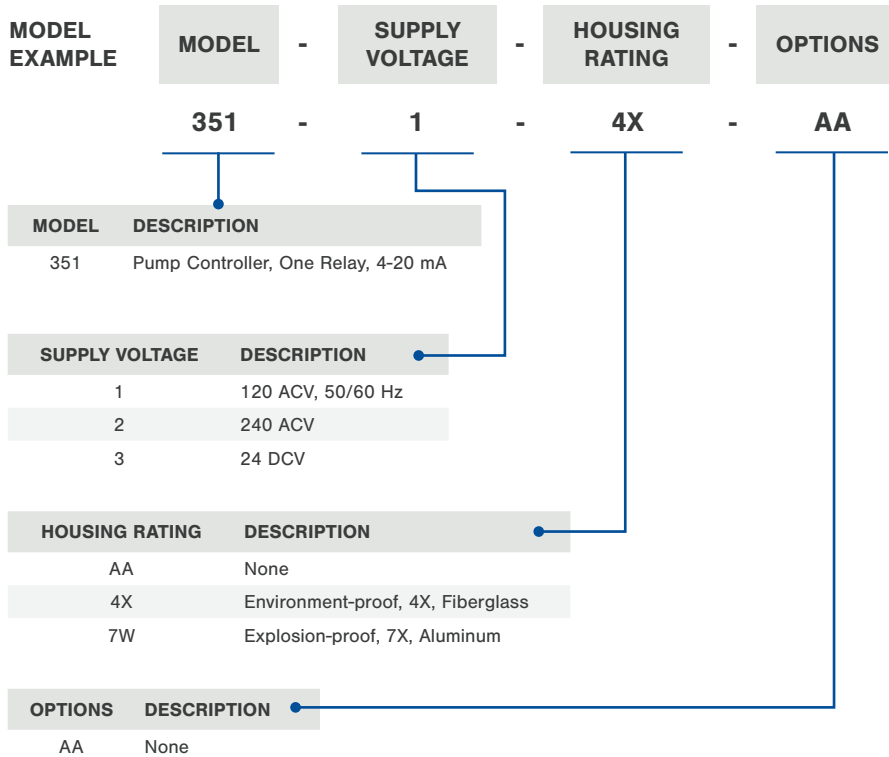 MODEL EXAMPLE MODEL - SUPPLY VOLTAGE - HOUSING RATING - OPTIONS
351 - 1 - 4X - AA
MODEL DESCRIPTION
351 Pump Controller, One Relay, 4-20 mA
SUPPLY VOLTAGE DESCRIPTION
1 120 ACV, 50/60 Hz
2 240 ACV
3 24 DCV
HOUSING RATING DESCRIPTION
AA None
4X Environment-proof, 4X, Fiberglass
7W Explosion-proof, 7X, Aluminum
OPTIONS DESCRIPTION
AA None